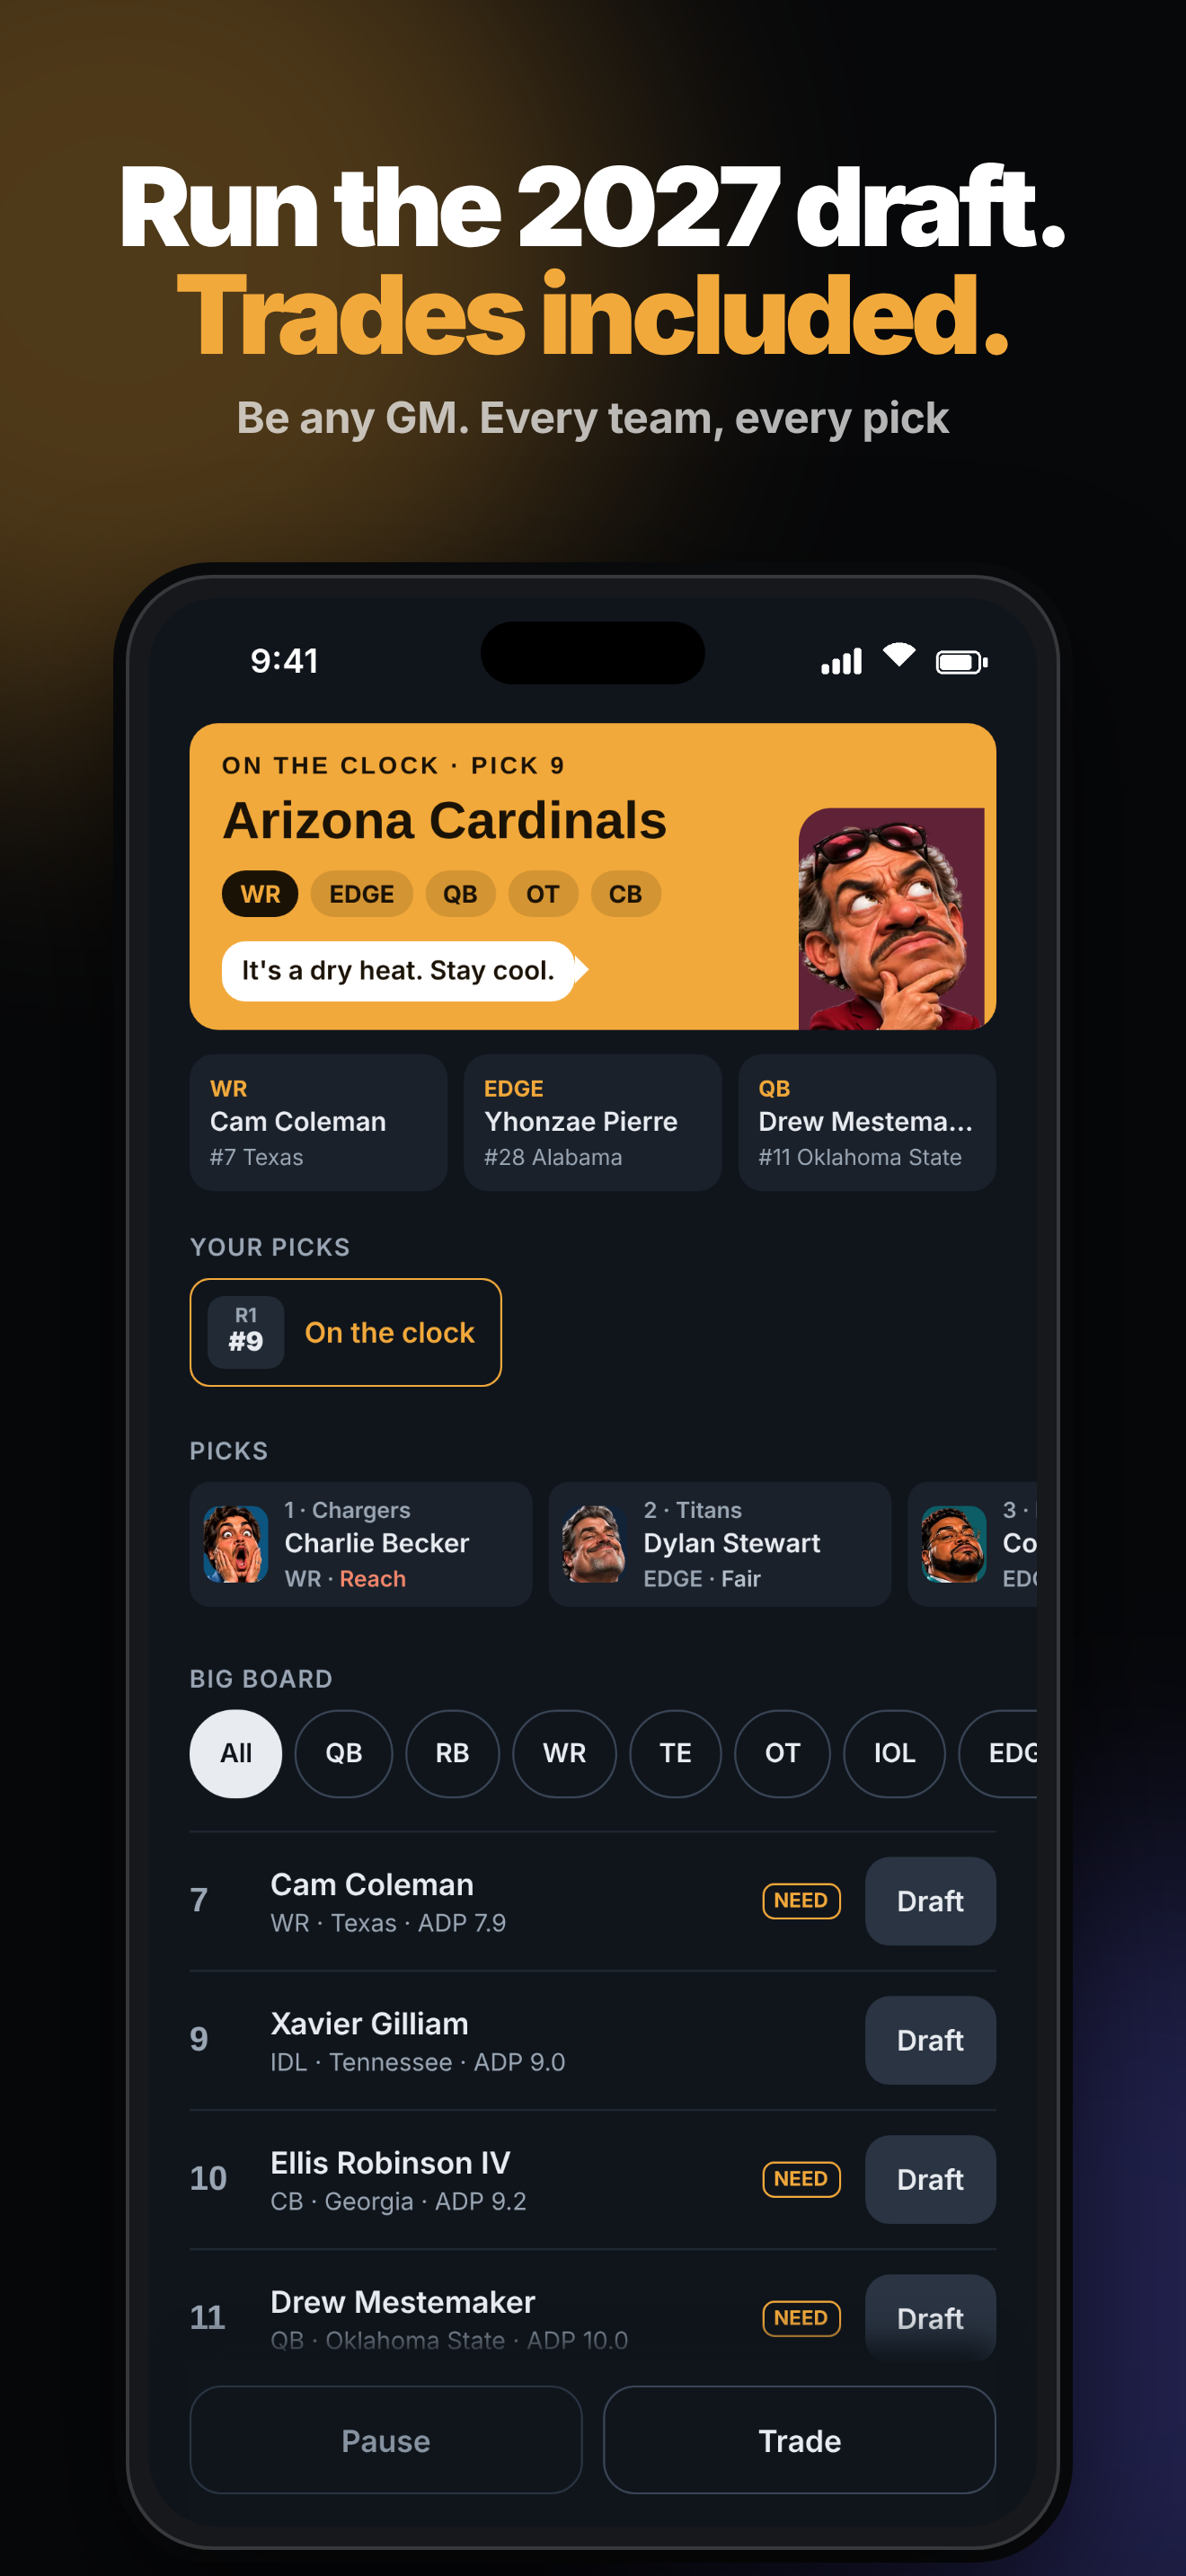 Run the 2027 draft.
Trades included.
Be any GM. Every team, every pick
9:41
ON THE CLOCK · PICK 9
Arizona Cardinals
WR EDGE QB OT CB
It's a dry heat. Stay cool.
WR
Cam Coleman
#7 Texas
EDGE
Yhonzae Pierre
#28 Alabama
QB
Drew Mestema...
#11 Oklahoma State
YOUR PICKS
R1
#9
On the clock
PICKS
1 · Chargers
Charlie Becker
WR · Reach
2 · Titans
Dylan Stewart
EDGE · Fair
3 ·
Co
EDG
BIG BOARD
All QB RB WR TE OT IOL EDG
7
Cam Coleman
WR · Texas · ADP 7.9
NEED
Draft
9
Xavier Gilliam
IDL · Tennessee · ADP 9.0
Draft
10
Ellis Robinson IV
CB · Georgia · ADP 9.2
NEED
Draft
11
Drew Mestemaker
QB · Oklahoma State · ADP 10.0
NEED
Draft
Pause
Trade